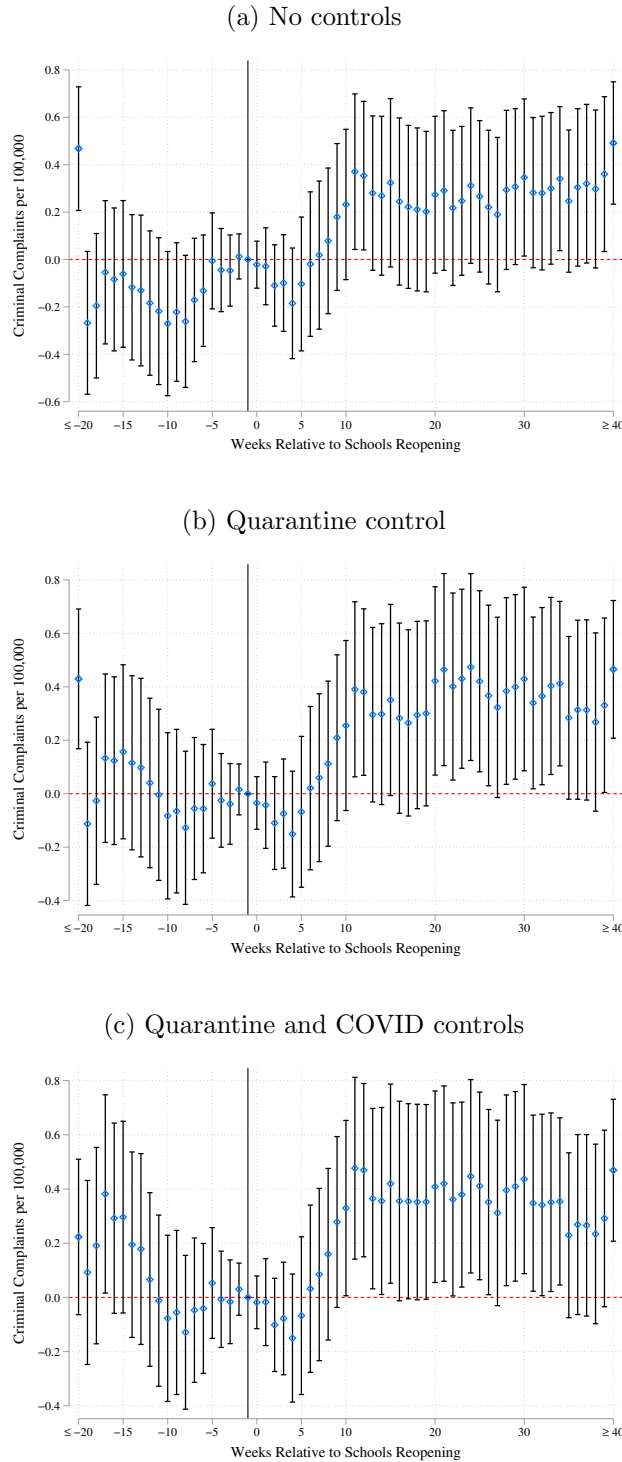 (a) No controls
Criminal Complaints per 100,000
0.8
0.6
0.4
0.2
0.0
−0.2
−0.4
−0.6
≤ −20 −15 −10 −5 0 5 10 20 30 ≥ 40
Weeks Relative to Schools Reopening
(b) Quarantine control
Criminal Complaints per 100,000
0.8
0.6
0.4
0.2
0.0
−0.2
−0.4
≤ −20 −15 −10 −5 0 5 10 20 30 ≥ 40
Weeks Relative to Schools Reopening
(c) Quarantine and COVID controls
Criminal Complaints per 100,000
0.8
0.6
0.4
0.2
0.0
−0.2
−0.4
≤ −20 −15 −10 −5 0 5 10 20 30 ≥ 40
Weeks Relative to Schools Reopening